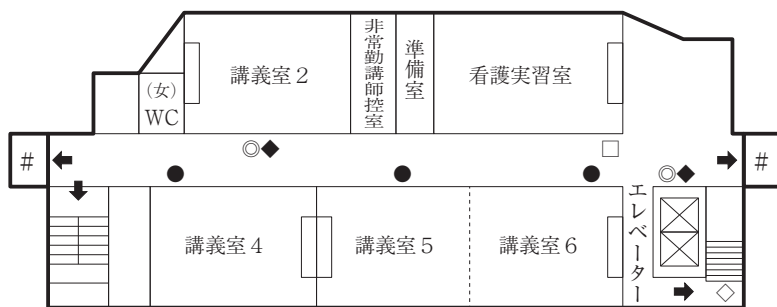 講義室２
非常勤講師控室
準備室
看護実習室
(女)
WC
#
#
講義室４
講義室５
講義室６
エレベーター